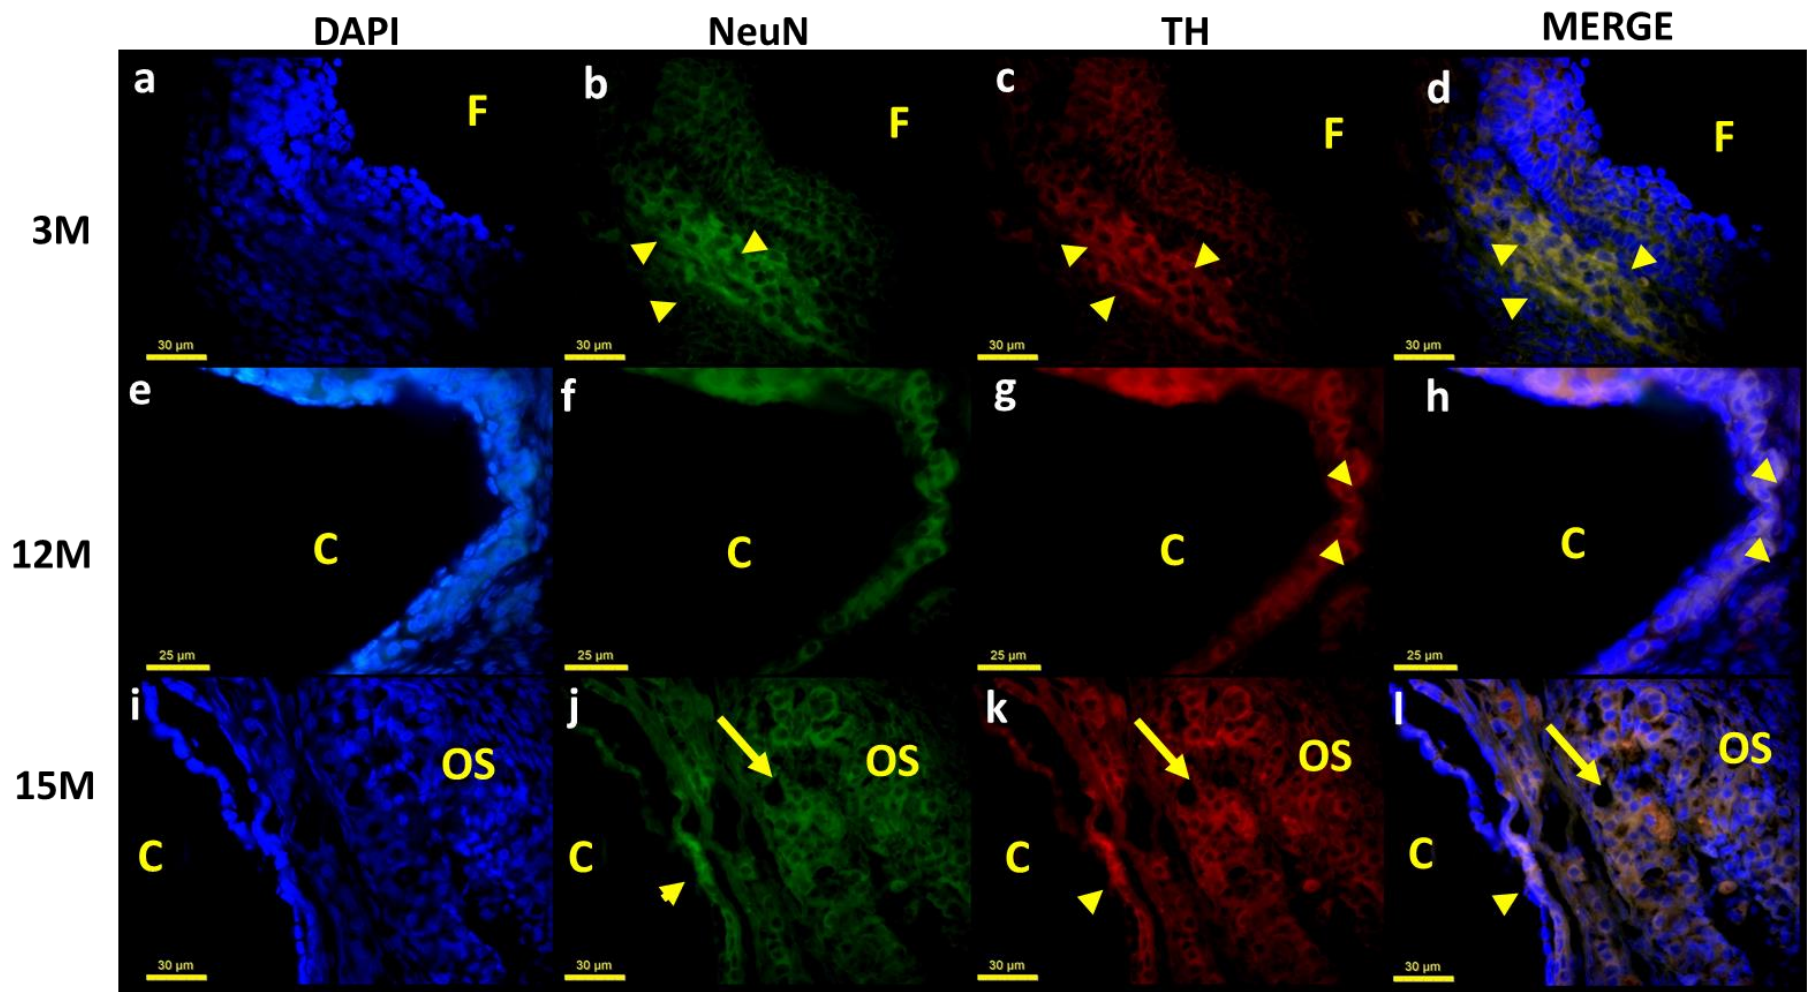 DAPI NeuN TH MERGE
a b c d
F F F F
3M
30 µm 30 µm 30 µm 30 µm
e f g h
12M
C C C C
25 µm 25 µm 25 µm 25 µm
i j k l
OS OS OS OS
15M
C C C C
30 µm 30 µm 30 µm 30 µm